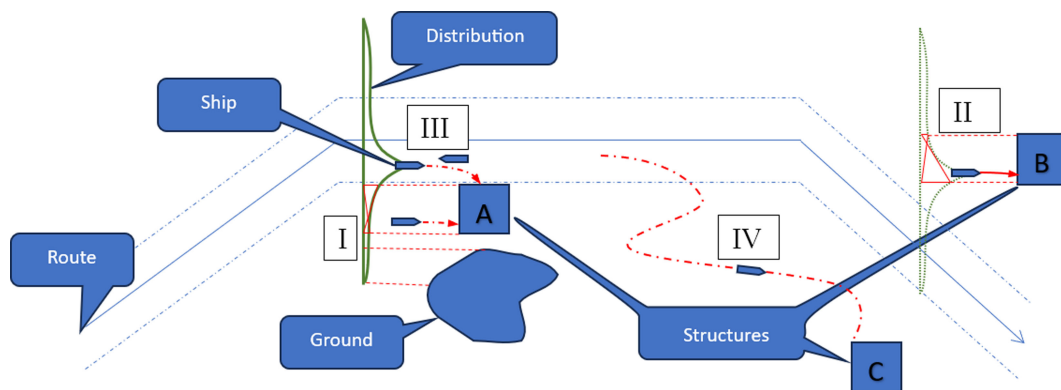 Distribution
Ship
III
II
A
B
I
IV
Route
Ground
Structures
C